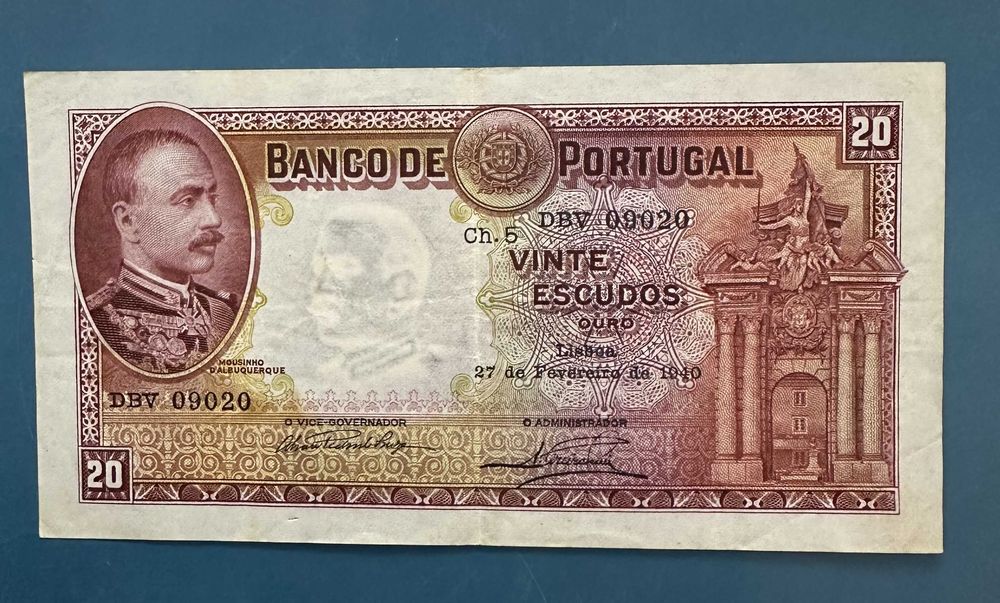 20
BANCO DE PORTUGAL
DBV 09020
Ch. 5
VINTE
ESCUDOS
OURO
Lisboa
27 de Fevereiro de 1940
MOUSINHO
D'ALBUQUERQUE
DBV 09020
O VICE-GOVERNADOR
O ADMINISTRADOR
20